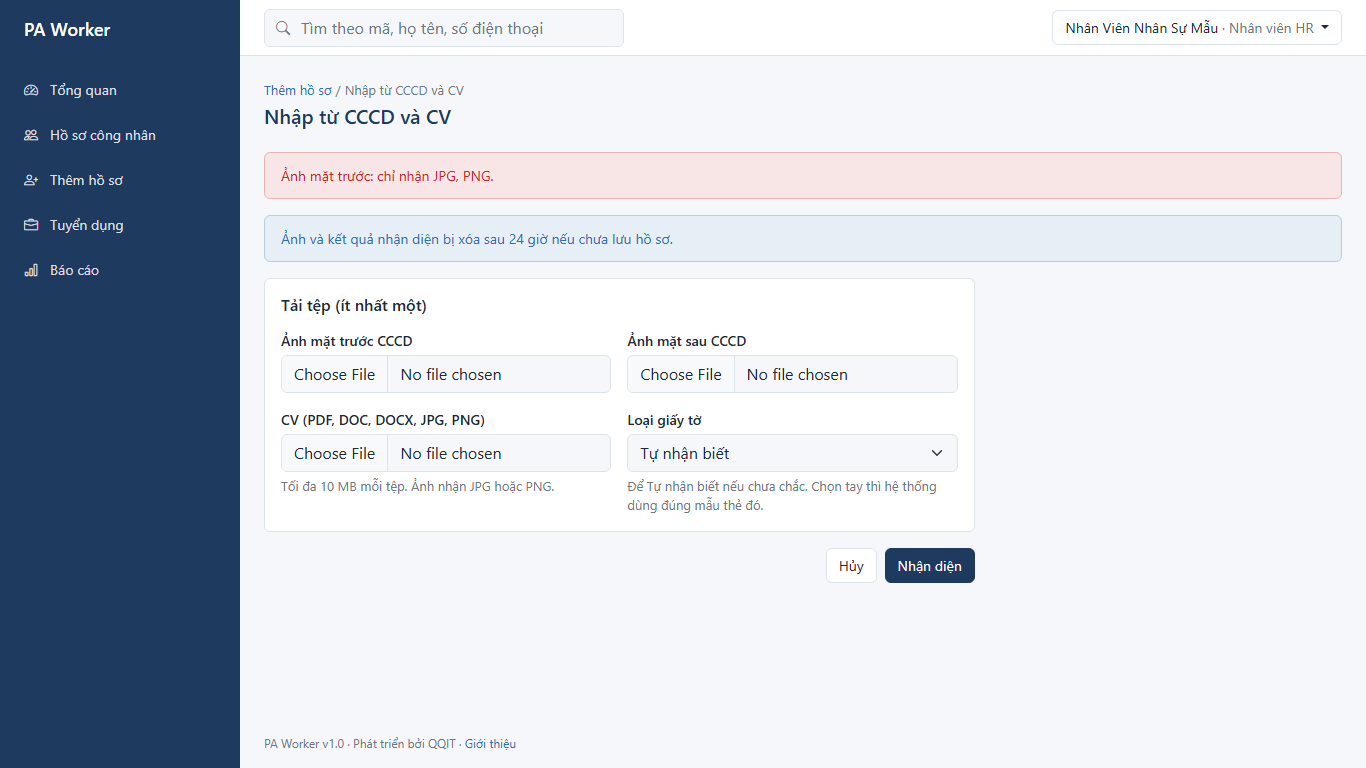 PA Worker
Tìm theo mã, họ tên, số điện thoại
Nhân Viên Nhân Sự Mẫu · Nhân viên HR
Tổng quan
Hồ sơ công nhân
Thêm hồ sơ
Tuyển dụng
Báo cáo
Thêm hồ sơ / Nhập từ CCCD và CV
Nhập từ CCCD và CV
Ảnh mặt trước: chỉ nhận JPG, PNG.
Ảnh và kết quả nhận diện bị xóa sau 24 giờ nếu chưa lưu hồ sơ.
Tải tệp (ít nhất một)
Ảnh mặt trước CCCD
Choose File No file chosen
Ảnh mặt sau CCCD
Choose File No file chosen
CV (PDF, DOC, DOCX, JPG, PNG)
Choose File No file chosen
Tối đa 10 MB mỗi tệp. Ảnh nhận JPG hoặc PNG.
Loại giấy tờ
Tự nhận biết
Để Tự nhận biết nếu chưa chắc. Chọn tay thì hệ thống
dùng đúng mẫu thẻ đó.
Hủy
Nhận diện
PA Worker v1.0 · Phát triển bởi QQIT · Giới thiệu